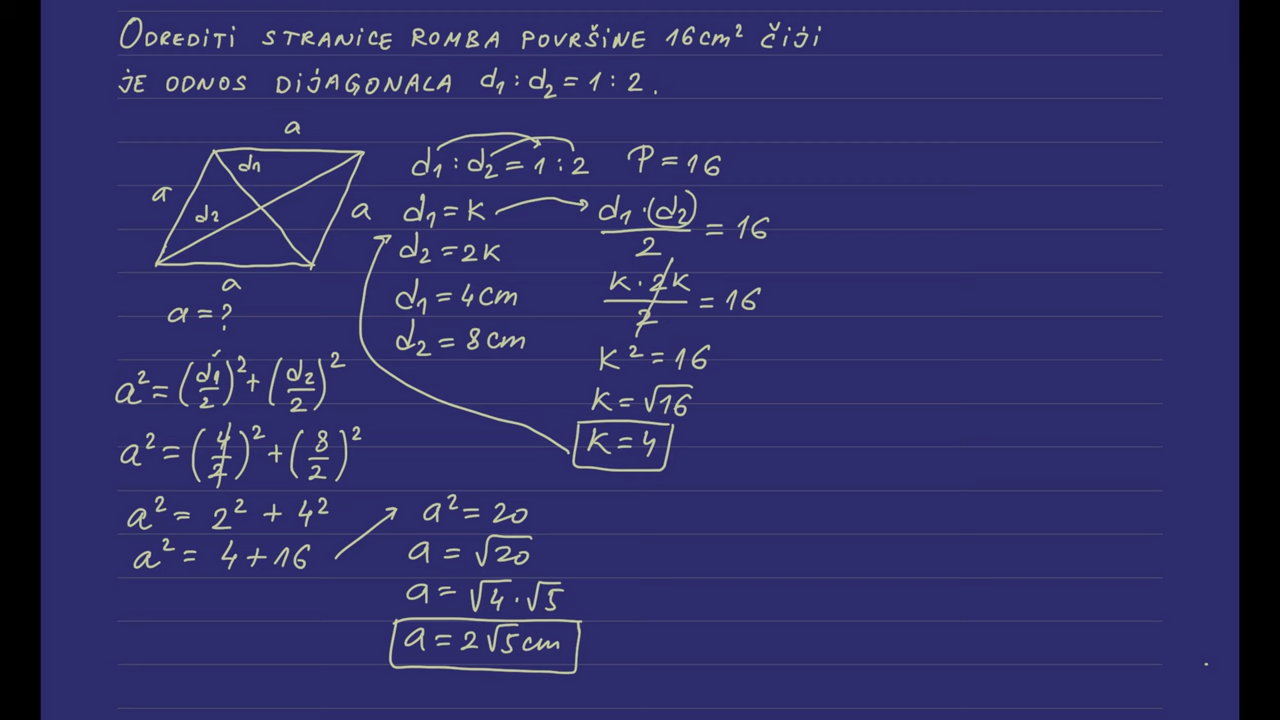 ODREDITI STRANICE ROMBA POVRŠINE 16cm² ČIJI
JE ODNOS DIJAGONALA d₁ : d₂ = 1 : 2.
a
d₁
a
d₂
a
a
a = ?
d₁ : d₂ = 1 : 2
d₁ = k
d₂ = 2k
d₁ = 4cm
d₂ = 8cm
P = 16
d₁ · (d₂) / 2 = 16
k · 2k / 2 = 16
k² = 16
k = √16
k = 4
a² = (d₁/2)² + (d₂/2)²
a² = (4/2)² + (8/2)²
a² = 2² + 4²
a² = 4 + 16
a² = 20
a = √20
a = √4 · √5
a = 2√5cm